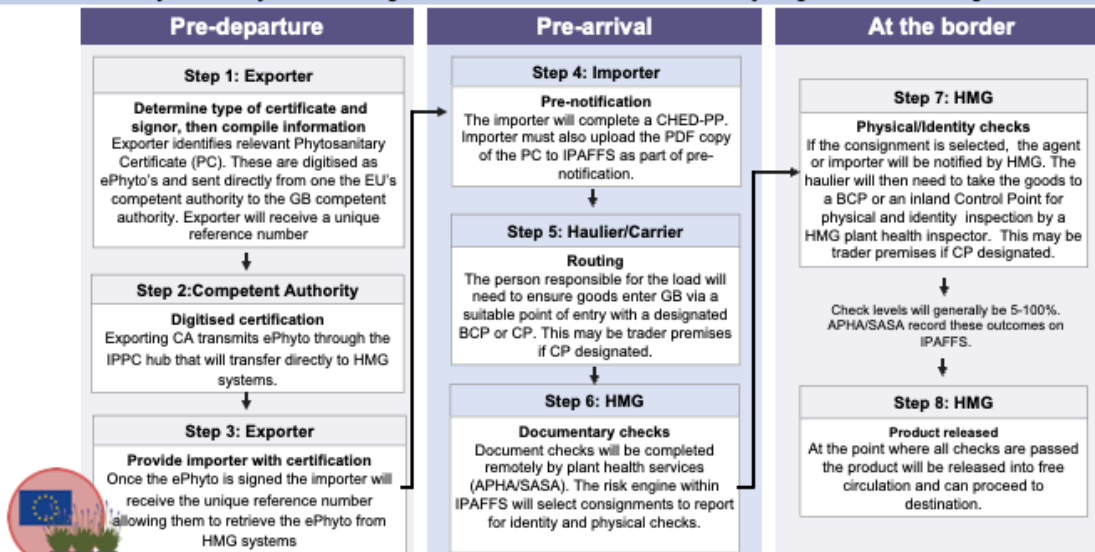 Pre-departure
Step 1: Exporter
Determine type of certificate and
signor, then compile information
Exporter identifies relevant Phytosanitary
Certificate (PC). These are digitised as
ePhyto's and sent directly from one the EU's
competent authority to the GB competent
authority. Exporter will receive a unique
reference number
Step 2:Competent Authority
Digitised certification
Exporting CA transmits ePhyto through the
IPPC hub that will transfer directly to HMG
systems.
Step 3: Exporter
Provide importer with certification
Once the ePhyto is signed the importer will
receive the unique reference number
allowing them to retrieve the ePhyto from
HMG systems
Pre-arrival
Step 4: Importer
Pre-notification
The importer will complete a CHED-PP.
Importer must also upload the PDF copy
of the PC to IPAFFS as part of pre-
notification.
Step 5: Haulier/Carrier
Routing
The person responsible for the load will
need to ensure goods enter GB via a
suitable point of entry with a designated
BCP or CP. This may be trader premises
if CP designated.
Step 6: HMG
Documentary checks
Document checks will be completed
remotely by plant health services
(APHA/SASA). The risk engine within
IPAFFS will select consignments to report
for identity and physical checks.
At the border
Step 7: HMG
Physical/Identity checks
If the consignment is selected, the agent
or importer will be notified by HMG. The
haulier will then need to take the goods to
a BCP or an inland Control Point for
physical and identity inspection by a
HMG plant health inspector. This may be
trader premises if CP designated.
Check levels will generally be 5-100%.
APHA/SASA record these outcomes on
IPAFFS.
Step 8: HMG
Product released
At the point where all checks are passed
the product will be released into free
circulation and can proceed to
destination.